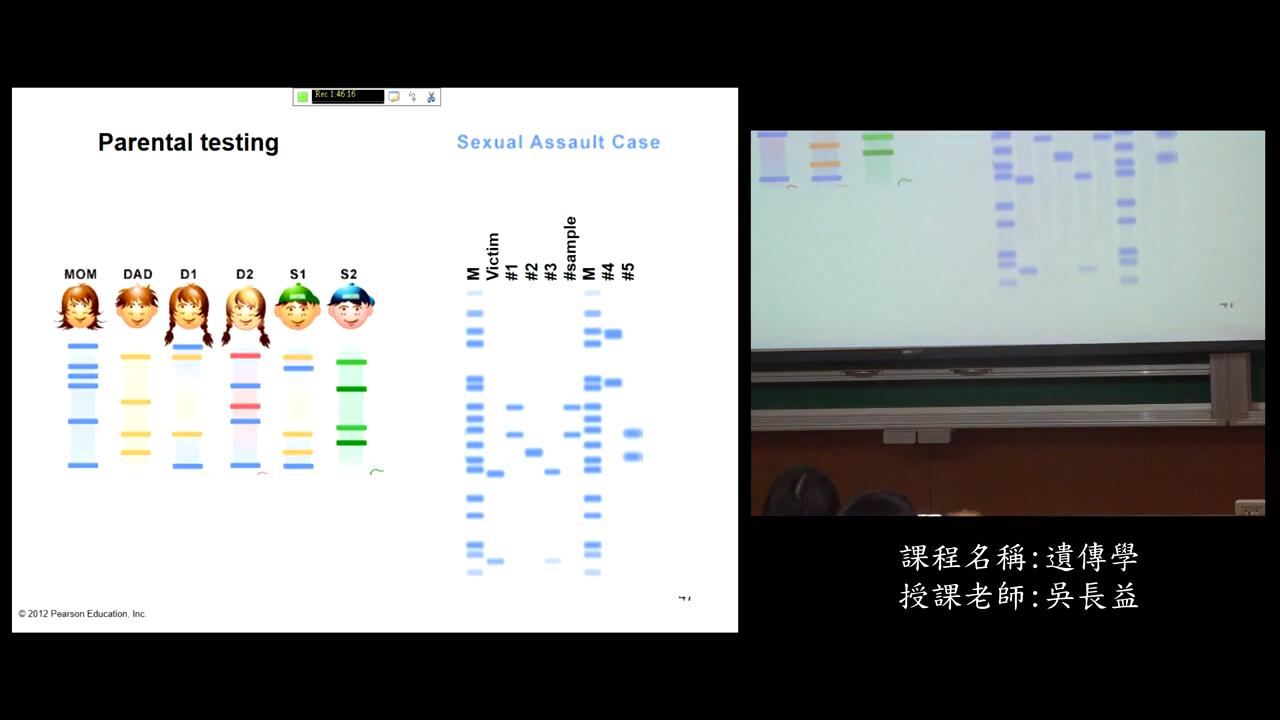 Rec 1:46:16
Parental testing
Sexual Assault Case
MOM DAD D1 D2 S1 S2
M Victim #1 #2 #3 #sample M #4 #5
© 2012 Pearson Education, Inc.
課程名稱:遺傳學
授課老師:吳長益